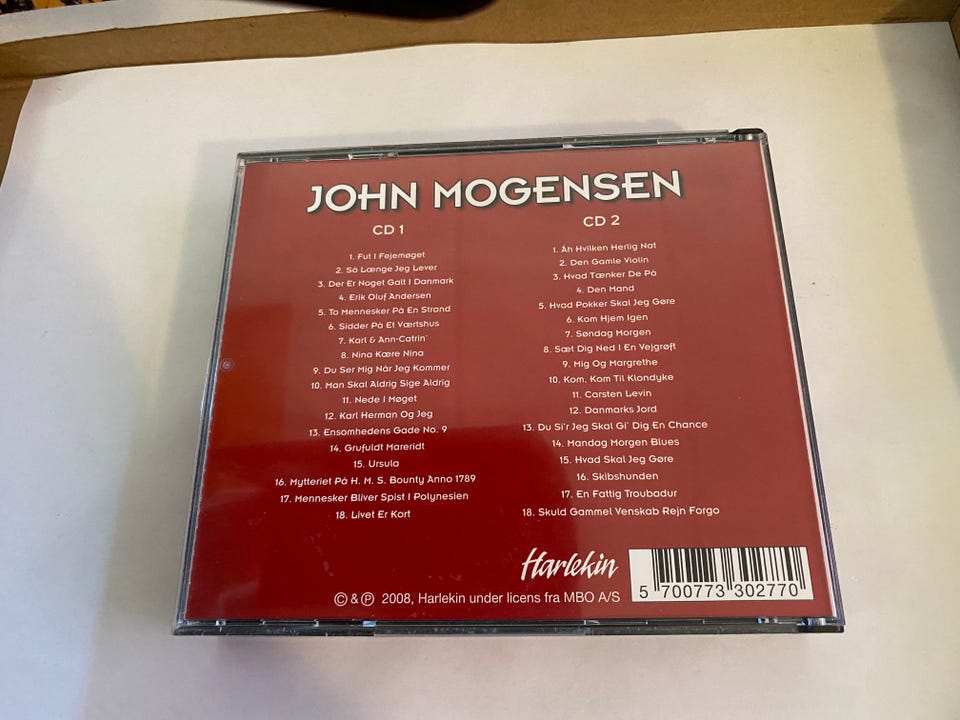 JOHN MOGENSEN
CD 1
1. Fut I Fejemøget
2. Så Længe Jeg Lever
3. Der Er Noget Galt I Danmark
4. Erik Oluf Andersen
5. To Mennesker På En Strand
6. Sidder På Et Værtshus
7. Karl & Ann-Catrin'
8. Nina Kære Nina
9. Du Ser Mig Når Jeg Kommer
10. Man Skal Aldrig Sige Aldrig
11. Nede I Møget
12. Karl Herman Og Jeg
13. Ensomhedens Gade No. 9
14. Grufuldt Mareridt
15. Ursula
16. Mytteriet På H. M. S. Bounty Anno 1789
17. Mennesker Bliver Spist I Polynesien
18. Livet Er Kort
CD 2
1. Åh Hvilken Herlig Nat
2. Den Gamle Violin
3. Hvad Tænker De På
4. Den Mand
5. Hvad Pokker Skal Jeg Gøre
6. Kom Hjem Igen
7. Søndag Morgen
8. Sæt Dig Ned I En Vejgrøft
9. Mig Og Margrethe
10. Kom, Kom Til Klondyke
11. Carsten Levin
12. Danmarks Jord
13. Du Si'r Jeg Skal Gi' Dig En Chance
14. Mandag Morgen Blues
15. Hvad Skal Jeg Gøre
16. Skibshunden
17. En Fattig Troubadur
18. Skuld Gammel Venskab Rejn Forgo
Harlekin
© & ℗ 2008, Harlekin under licens fra MBO A/S
5 700773 302770